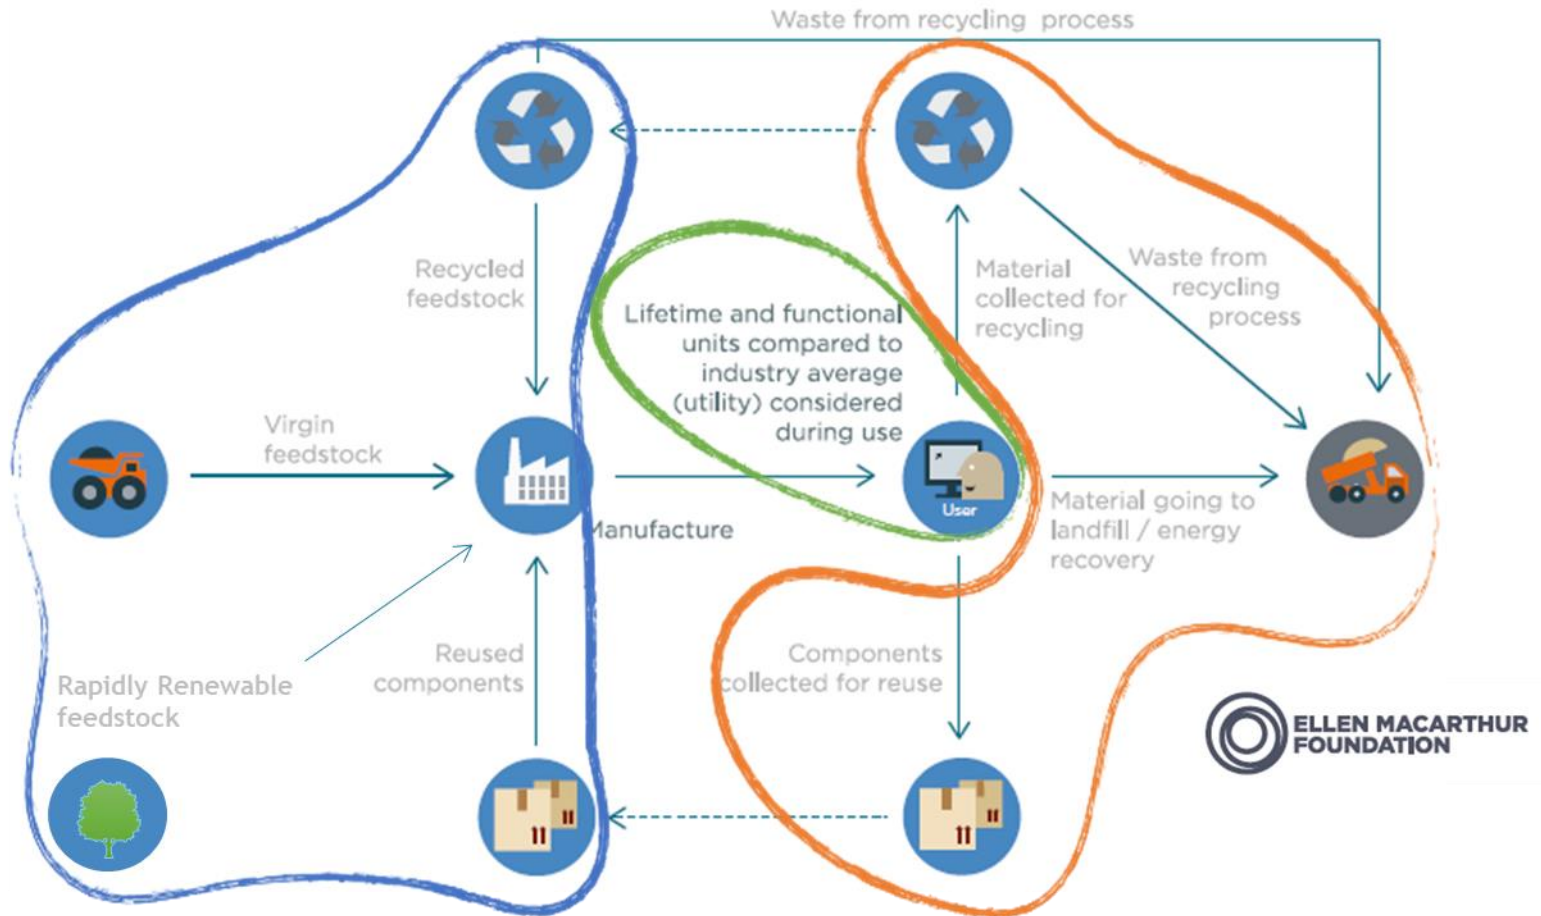 Waste from recycling process
Recycled
feedstock
Material
collected for
recycling
Waste from
recycling
process
Lifetime and functional
units compared to
industry average
(utility) considered
during use
Virgin
feedstock
User
Manufacture
Material going to
landfill / energy
recovery
Rapidly Renewable
feedstock
Reused
components
Components
collected for reuse
ELLEN MACARTHUR
FOUNDATION